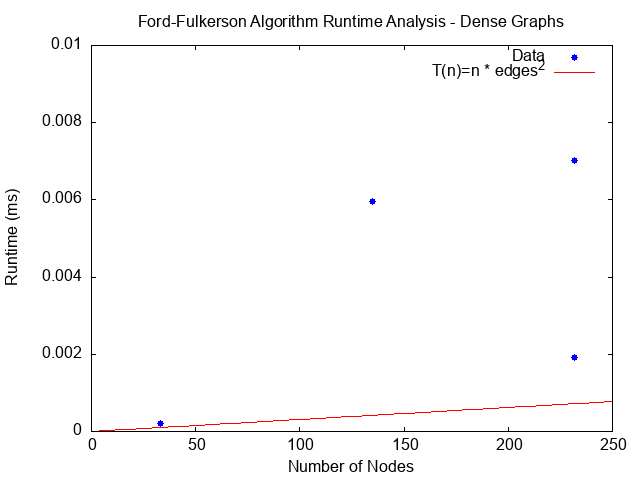 Ford-Fulkerson Algorithm Runtime Analysis - Dense Graphs
0.01
Data
T(n)=n * edges²
0.008
0.006
Runtime (ms)
0.004
0.002
0
0 50 100 150 200 250
Number of Nodes